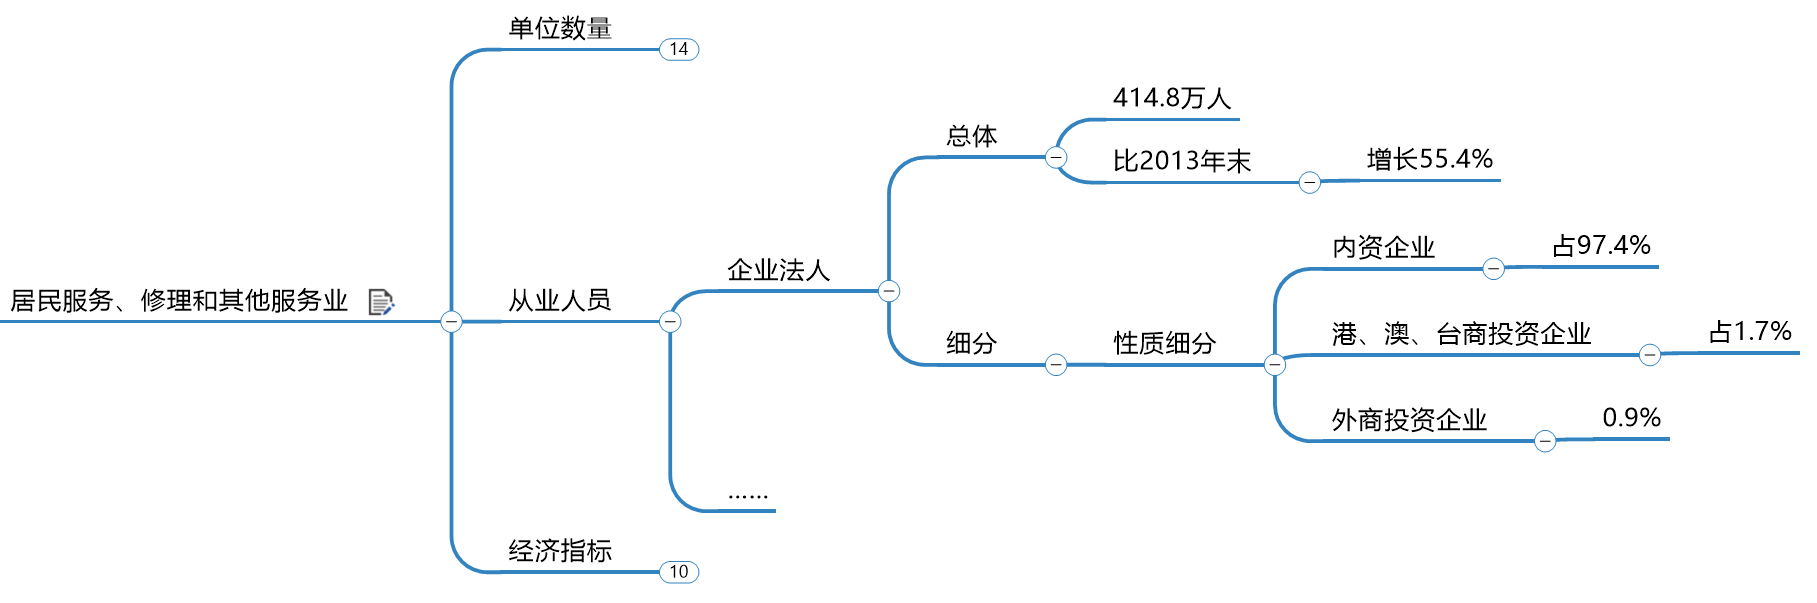 单位数量
14
414.8万人
总体
比2013年末
增长55.4%
内资企业
占97.4%
企业法人
居民服务、修理和其他服务业
从业人员
细分
性质细分
港、澳、台商投资企业
占1.7%
外商投资企业
0.9%
......
经济指标
10